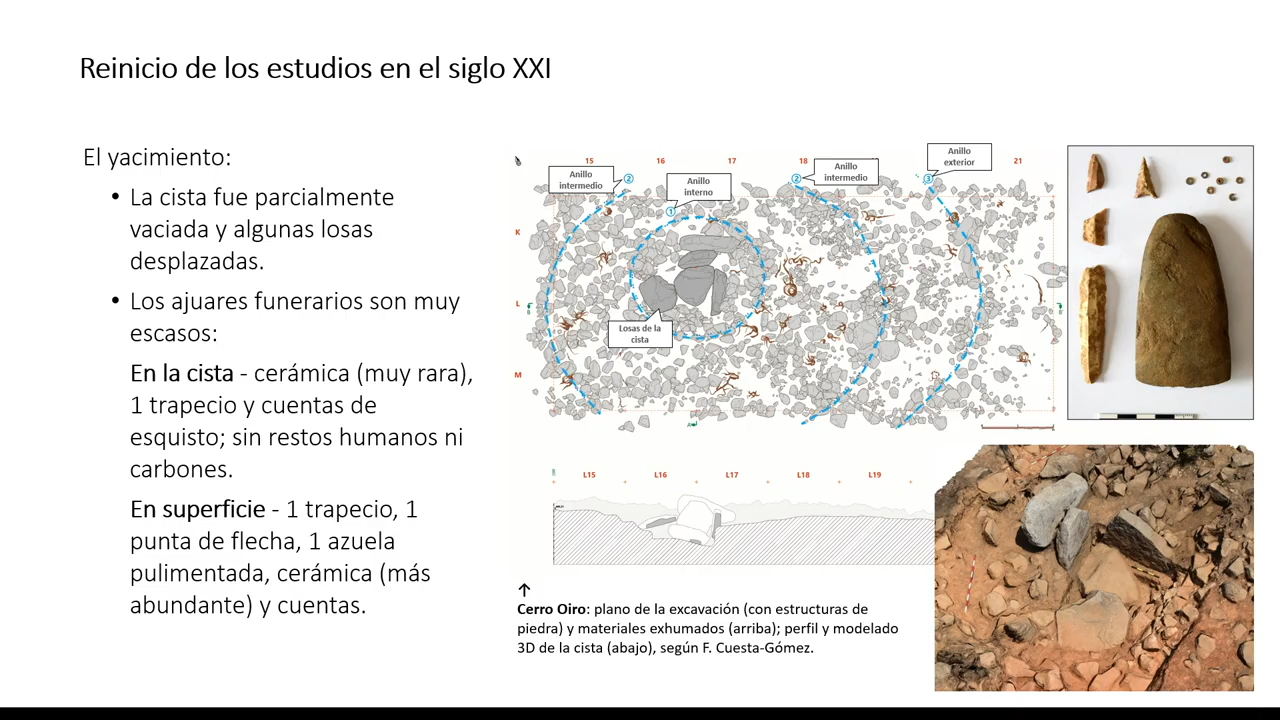 Reinicio de los estudios en el siglo XXI
El yacimiento:
• La cista fue parcialmente
vaciada y algunas losas
desplazadas.
• Los ajuares funerarios son muy
escasos:
En la cista - cerámica (muy rara),
1 trapecio y cuentas de
esquisto; sin restos humanos ni
carbones.
En superficie - 1 trapecio, 1
punta de flecha, 1 azuela
pulimentada, cerámica (más
abundante) y cuentas.
15 16 17 18 21
Anillo
intermedio
2
Anillo
interno
1
2
Anillo
intermedio
Anillo
exterior
3
K
L
M
Losas de la
cista
L15 L16 L17 L18 L19
↑
Cerro Oiro: plano de la excavación (con estructuras de
piedra) y materiales exhumados (arriba); perfil y modelado
3D de la cista (abajo), según F. Cuesta-Gómez.